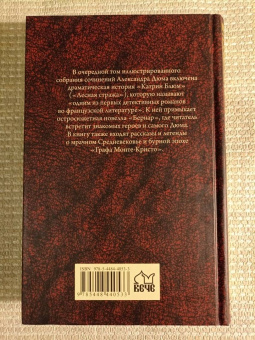 В очередной том иллюстрированного
собрания сочинений Александра Дюма включена
драматическая история «Катрин Блюм»
(«Лесная стража»), которую называют
«одним из первых детективных романов
во французской литературе». К ней примыкает
остросюжетная новелла «Бернар», где читатель
встретит знакомых героев и самого Дюма.
В книгу также входят рассказы и легенды
о мрачном Средневековье и бурной эпохе
«Графа Монте-Кристо».
ВЕЧЕ